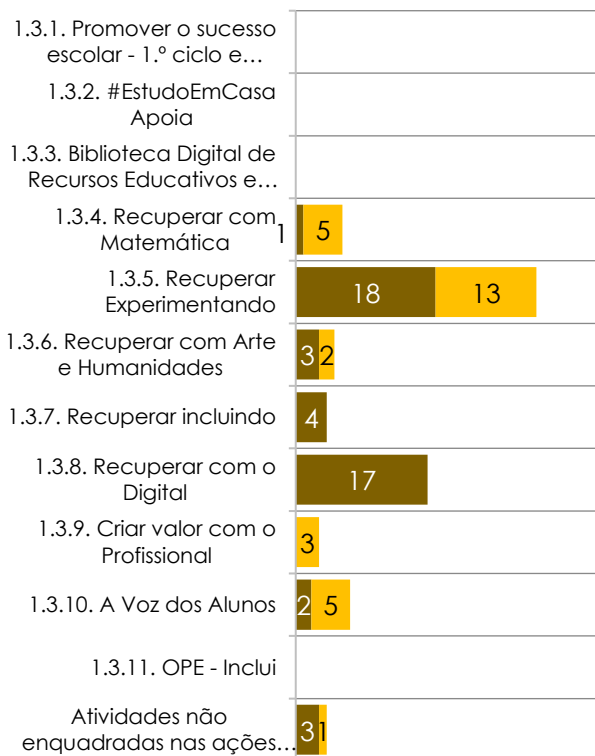 1.3.1. Promover o sucesso
escolar - 1.º ciclo e...
1.3.2. #EstudoEmCasa
Apoia
1.3.3. Biblioteca Digital de
Recursos Educativos e...
1.3.4. Recuperar com
Matemática
1 5
1.3.5. Recuperar
Experimentando
18 13
1.3.6. Recuperar com Arte
e Humanidades
3 2
1.3.7. Recuperar incluindo
4
1.3.8. Recuperar com o
Digital
17
1.3.9. Criar valor com o
Profissional
3
1.3.10. A Voz dos Alunos
2 5
1.3.11. OPE - Inclui
Atividades não
enquadradas nas ações...
3 1